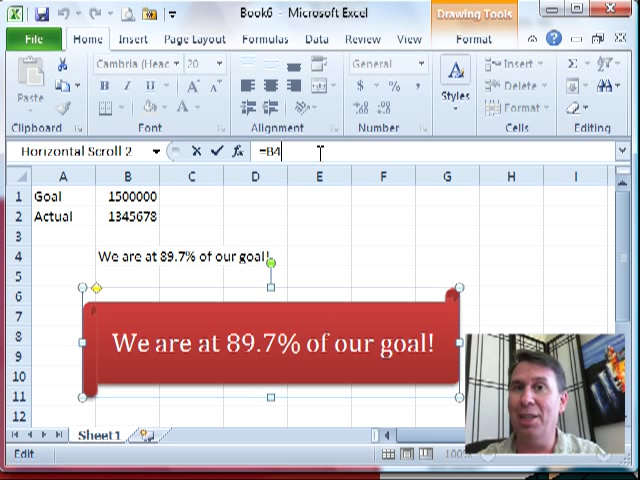 Book6 - Microsoft Excel
Drawing Tools
File Home Insert Page Layout Formulas Data Review View Format
Cambria (Heac 20 General Insert
Paste B I U A A Styles $ % , Delete
Format
Clipboard Font Alignment Number Cells Editing
Horizontal Scroll 2 fx =B4
A B C D E F G H I
1 Goal 1500000
2 Actual 1345678
3
4 We are at 89.7% of our goal!
5
6
7
8 We are at 89.7% of our goal!
9
10
11
12
Sheet1
Edit 100%